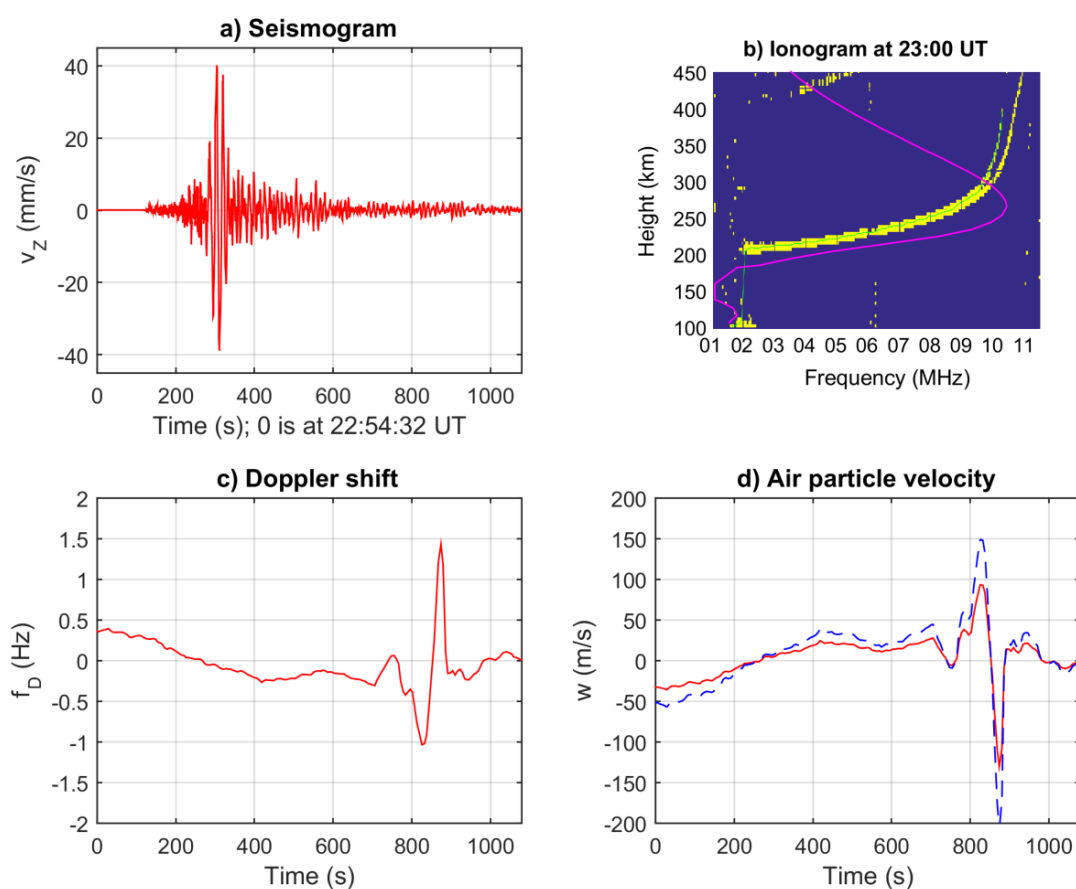 a) Seismogram
40
20
0
-20
-40
v_Z (mm/s)
0 200 400 600 800 1000
Time (s); 0 is at 22:54:32 UT
b) Ionogram at 23:00 UT
450
400
350
300
250
200
150
100
Height (km)
01 02 03 04 05 06 07 08 09 10 11
Frequency (MHz)
c) Doppler shift
2
1.5
1
0.5
0
-0.5
-1
-1.5
-2
f_D (Hz)
0 200 400 600 800 1000
Time (s)
d) Air particle velocity
200
150
100
50
0
-50
-100
-150
-200
w (m/s)
0 200 400 600 800 1000
Time (s)